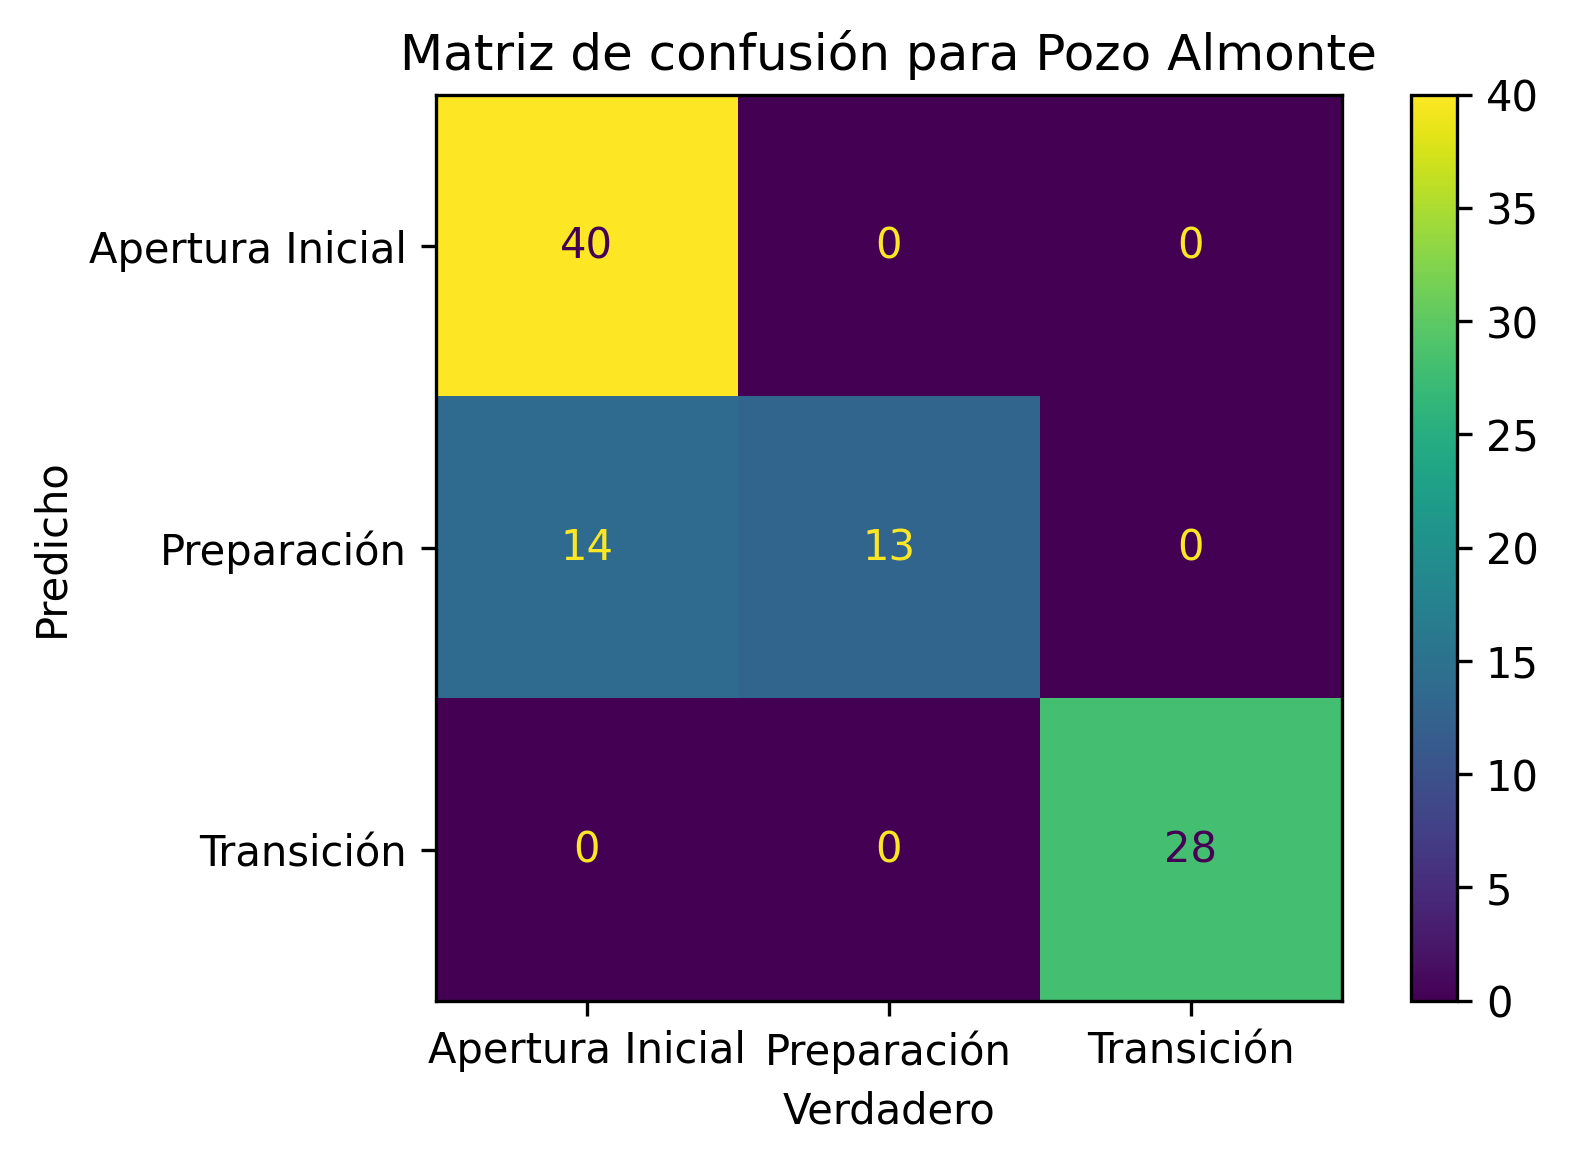 Matriz de confusión para Pozo Almonte
Predicho
Apertura Inicial
40
0
0
Preparación
14
13
0
Transición
0
0
28
Apertura Inicial
Preparación
Transición
Verdadero
40
35
30
25
20
15
10
5
0